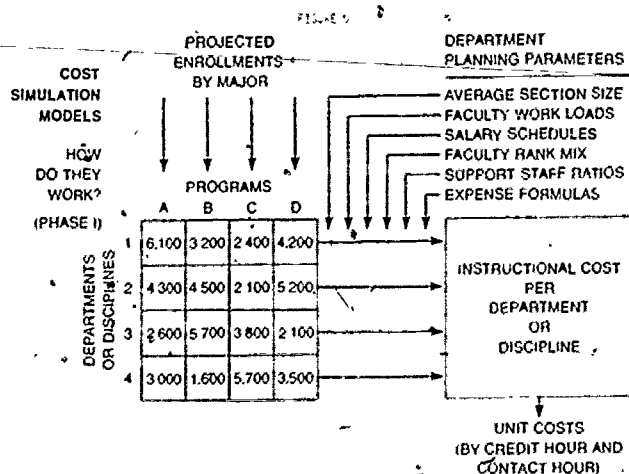 FIGURE
PROJECTED
ENROLLMENTS
BY MAJOR
DEPARTMENT
PLANNING PARAMETERS
COST
SIMULATION
MODELS
HOW
DO THEY
WORK?
(PHASE I)
AVERAGE SECTION SIZE
FACULTY WORK LOADS
SALARY SCHEDULES
FACULTY RANK MIX
SUPPORT STAFF RATIOS
EXPENSE FORMULAS
PROGRAMS
A B C D
DEPARTMENTS
OR DISCIPLINES
1 6,100 3 200 2 400 4,200
2 4 300 4 500 2 100 5 200
3 2 600 5 700 3 800 2 100
4 3 000 1.600 5,700 3,500
INSTRUCTIONAL COST
PER
DEPARTMENT
OR
DISCIPLINE
UNIT COSTS
(BY CREDIT HOUR AND
CONTACT HOUR)